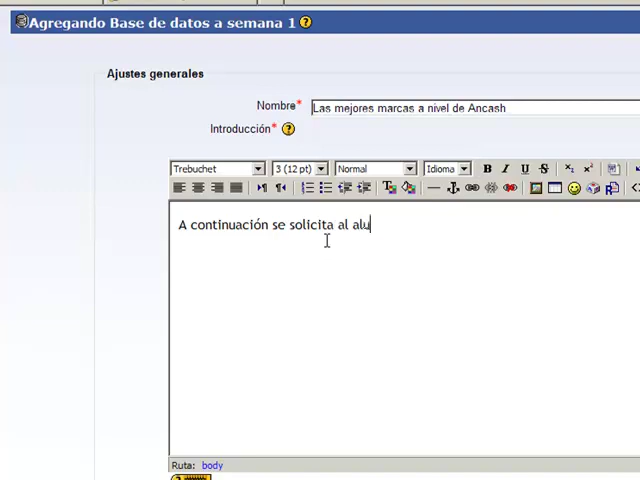 Agregando Base de datos a semana 1
Ajustes generales
Nombre* Las mejores marcas a nivel de Ancash
Introducción*
Trebuchet 3 (12 pt) Normal Idioma B I U S
A continuación se solicita al alu
Ruta: body